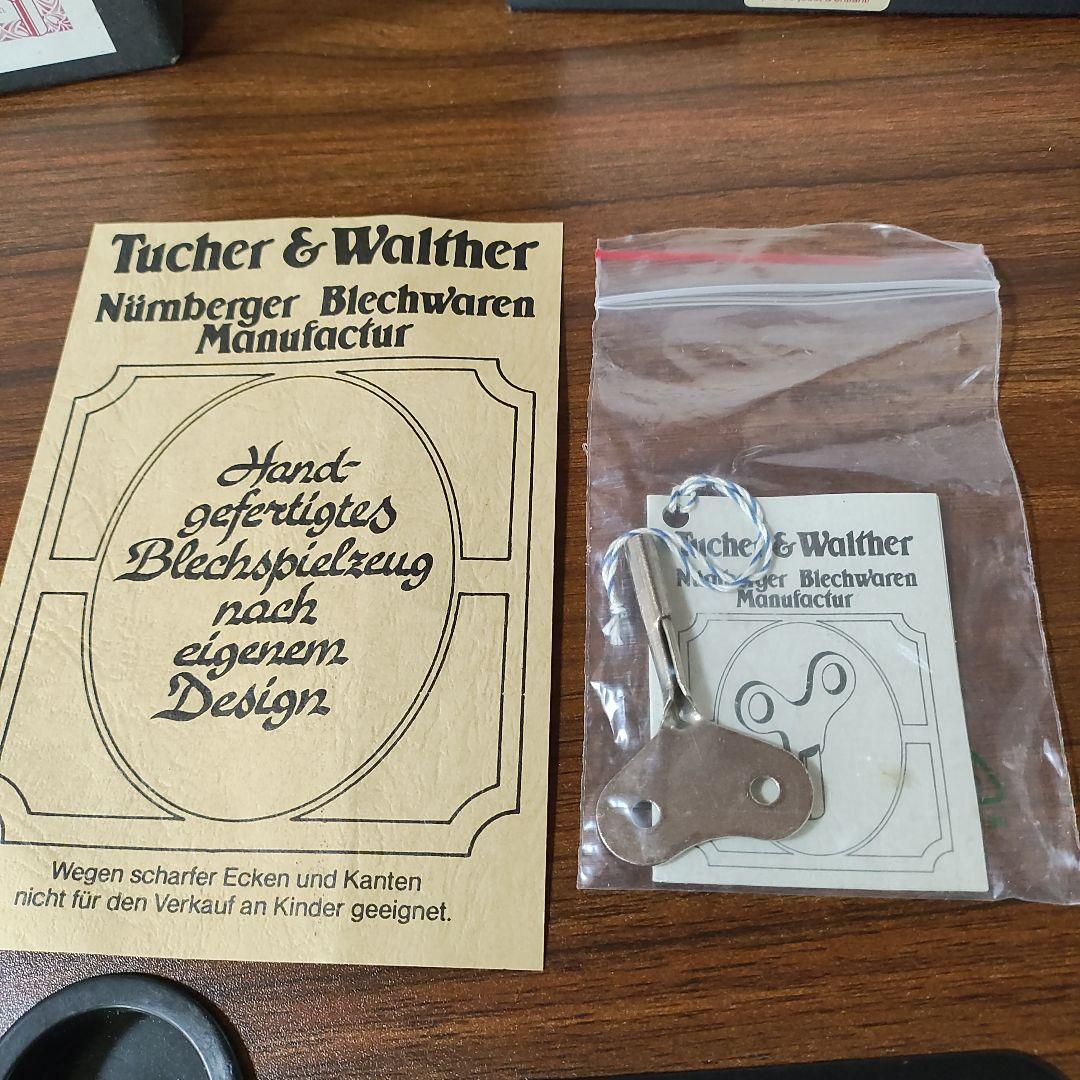 Tucher & Walther
Nürnberger Blechwaren
Manufactur
Hand-
gefertigtes
Blechspielzeug
nach
eigenem
Design
Wegen scharfer Ecken und Kanten
nicht für den Verkauf an Kinder geeignet.
Tucher & Walther
Nürnberger Blechwaren
Manufactur